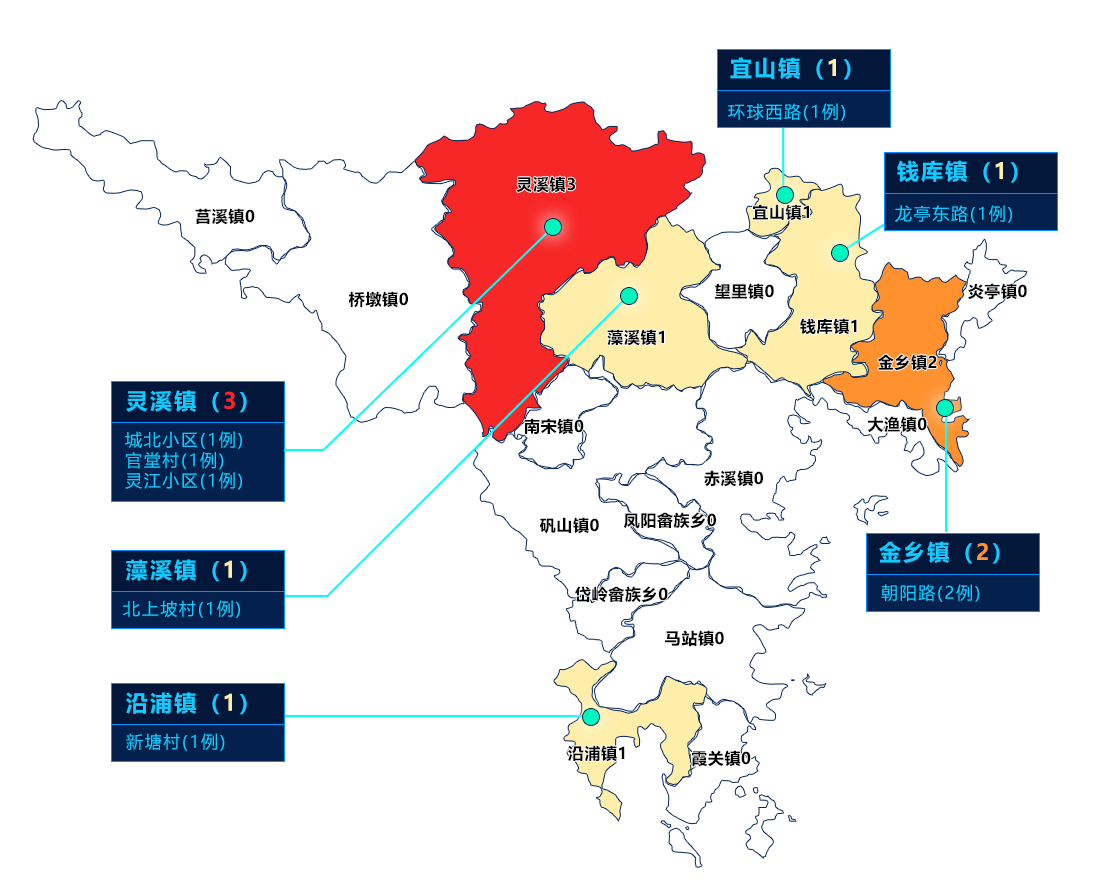 宜山镇（1）
环球西路(1例)
钱库镇（1）
龙亭东路(1例)
灵溪镇3
莒溪镇0
宜山镇1
桥墩镇0
望里镇0
炎亭镇0
藻溪镇1
钱库镇1
金乡镇2
灵溪镇（3）
城北小区(1例)
官堂村(1例)
灵江小区(1例)
南宋镇0
大渔镇0
赤溪镇0
矾山镇0
凤阳畲族乡0
金乡镇（2）
朝阳路(2例)
藻溪镇（1）
北上坡村(1例)
岱岭畲族乡0
马站镇0
沿浦镇（1）
新塘村(1例)
沿浦镇1
霞关镇0